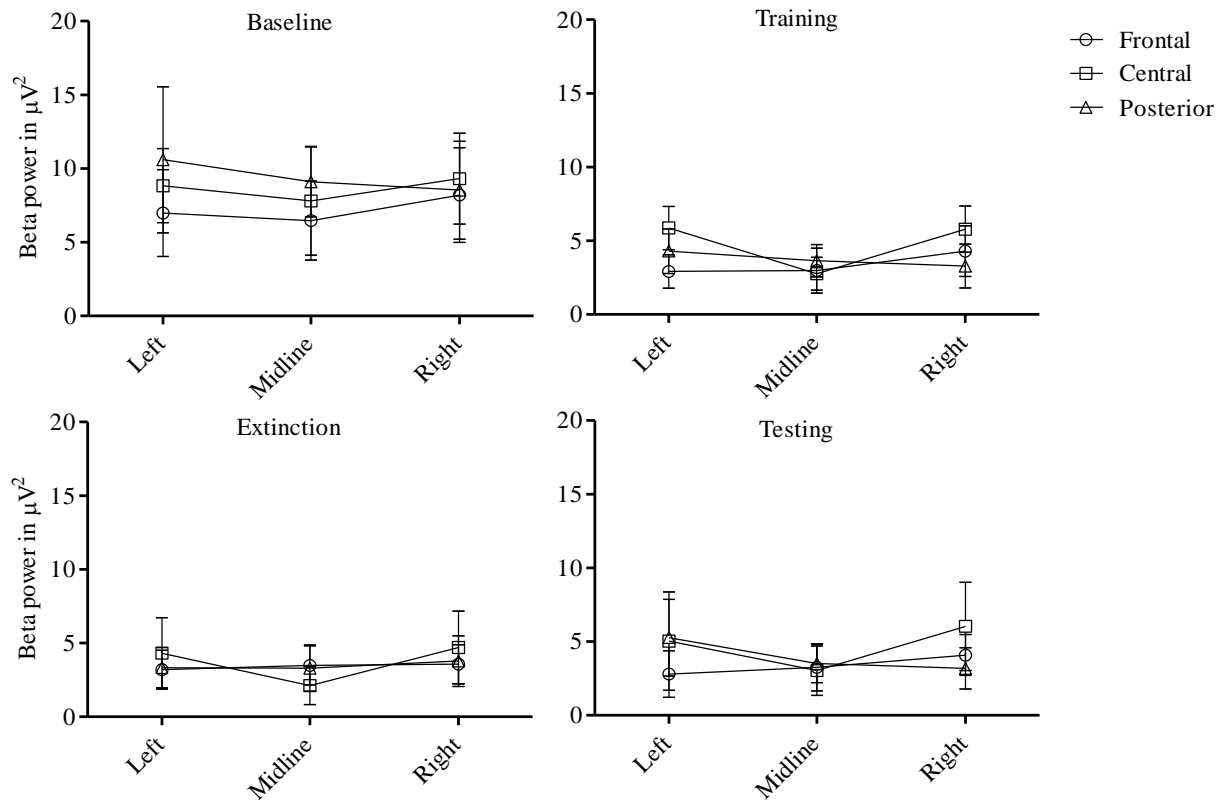 Baseline
Beta power in µV²
20
15
10
5
0
Left
Midline
Right
Training
20
15
10
5
0
Left
Midline
Right
Frontal
Central
Posterior
Extinction
Beta power in µV²
20
15
10
5
0
Left
Midline
Right
Testing
20
15
10
5
0
Left
Midline
Right